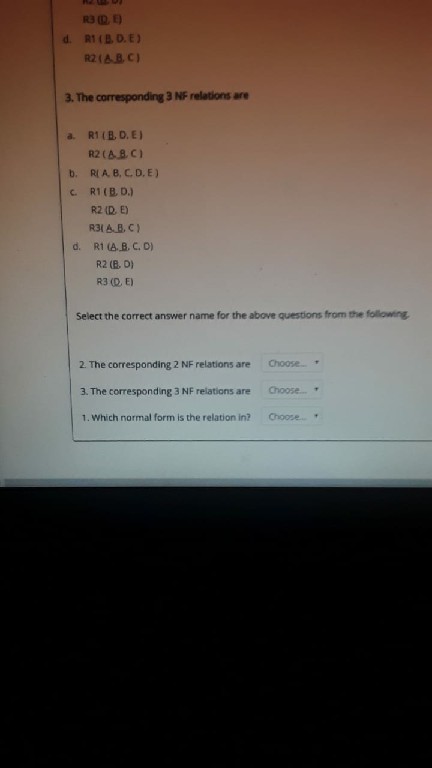 R3 (D, E)
d. R1 ( B, D, E )
R2 ( A, B, C )
3. The corresponding 3 NF relations are
a. R1 ( B, D, E )
R2 ( A, B, C )
b. R( A, B, C, D, E )
c. R1 ( B, D,)
R2 (D, E)
R3( A, B, C )
d. R1 (A, B, C, D)
R2 (B, D)
R3 (D, E)
Select the correct answer name for the above questions from the following.
2. The corresponding 2 NF relations are Choose...
3. The corresponding 3 NF relations are Choose...
1. Which normal form is the relation in? Choose...